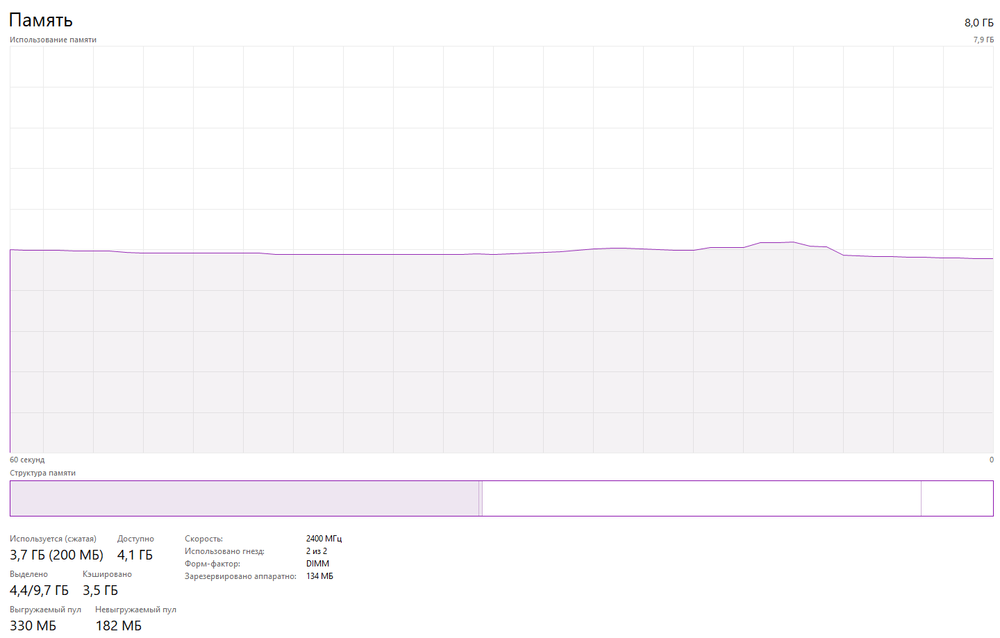 Память
8,0 ГБ
Использование памяти
7,9 ГБ
60 секунд
0
Структура памяти
Используется (сжатая)
Доступно
3,7 ГБ (200 МБ)
4,1 ГБ
Выделено
Кэшировано
4,4/9,7 ГБ
3,5 ГБ
Выгружаемый пул
Невыгружаемый пул
330 МБ
182 МБ
Скорость: 2400 МГц
Использовано гнезд: 2 из 2
Форм-фактор: DIMM
Зарезервировано аппаратно: 134 МБ